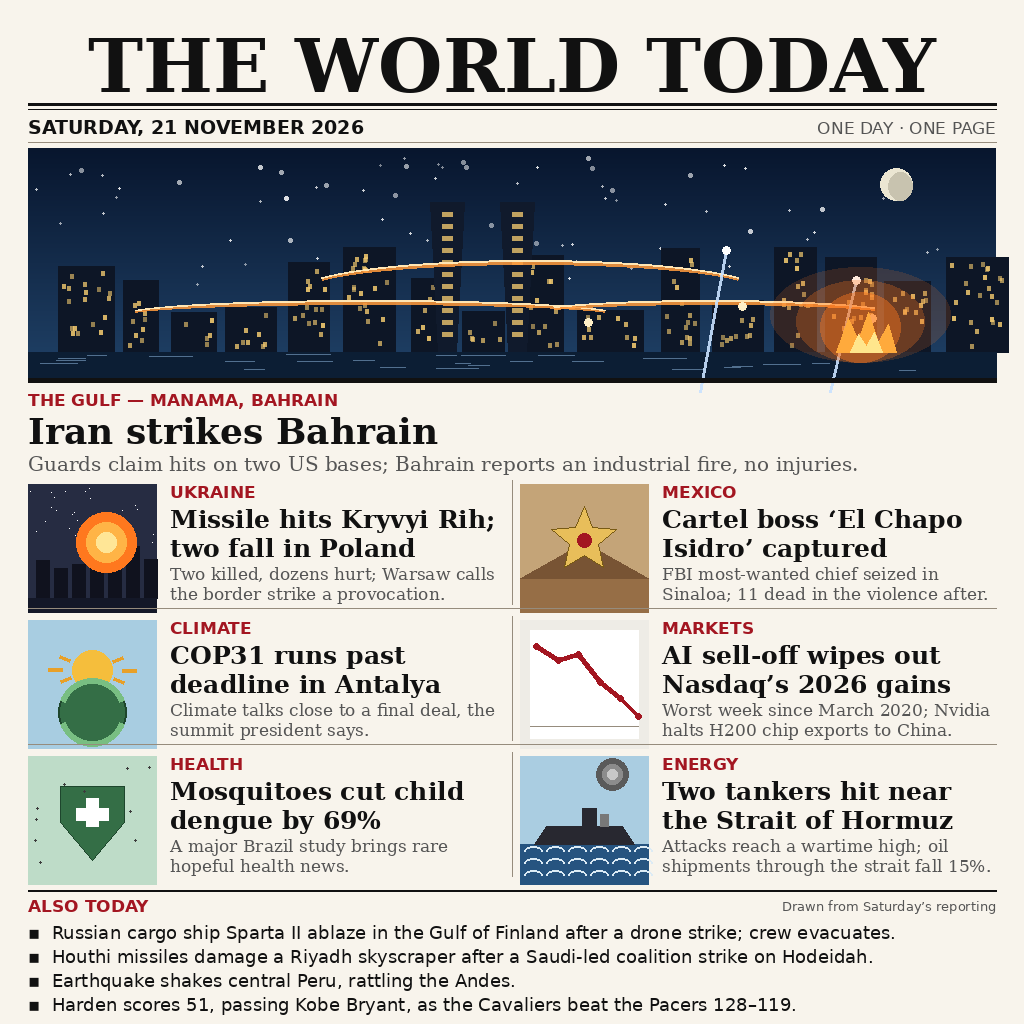 THE WORLD TODAY
SATURDAY, 21 NOVEMBER 2026
ONE DAY · ONE PAGE
THE GULF — MANAMA, BAHRAIN
Iran strikes Bahrain
Guards claim hits on two US bases; Bahrain reports an industrial fire, no injuries.
UKRAINE
Missile hits Kryvyi Rih;
two fall in Poland
Two killed, dozens hurt; Warsaw calls
the border strike a provocation.
MEXICO
Cartel boss ‘El Chapo
Isidro’ captured
FBI most-wanted chief seized in
Sinaloa; 11 dead in the violence after.
CLIMATE
COP31 runs past
deadline in Antalya
Climate talks close to a final deal, the
summit president says.
MARKETS
AI sell-off wipes out
Nasdaq’s 2026 gains
Worst week since March 2020; Nvidia
halts H200 chip exports to China.
HEALTH
Mosquitoes cut child
dengue by 69%
A major Brazil study brings rare
hopeful health news.
ENERGY
Two tankers hit near
the Strait of Hormuz
Attacks reach a wartime high; oil
shipments through the strait fall 15%.
ALSO TODAY
Drawn from Saturday’s reporting
▪ Russian cargo ship Sparta II ablaze in the Gulf of Finland after a drone strike; crew evacuates.
▪ Houthi missiles damage a Riyadh skyscraper after a Saudi-led coalition strike on Hodeidah.
▪ Earthquake shakes central Peru, rattling the Andes.
▪ Harden scores 51, passing Kobe Bryant, as the Cavaliers beat the Pacers 128–119.